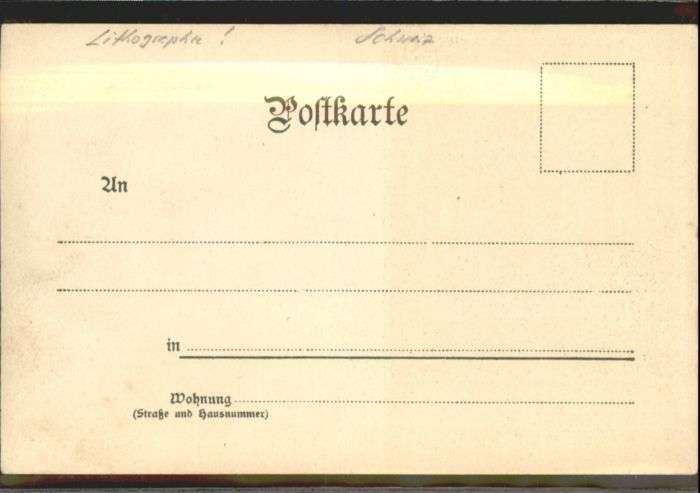 Lithographie ! Schweiz
Postkarte
An
in
Wohnung
(Straße und Hausnummer)